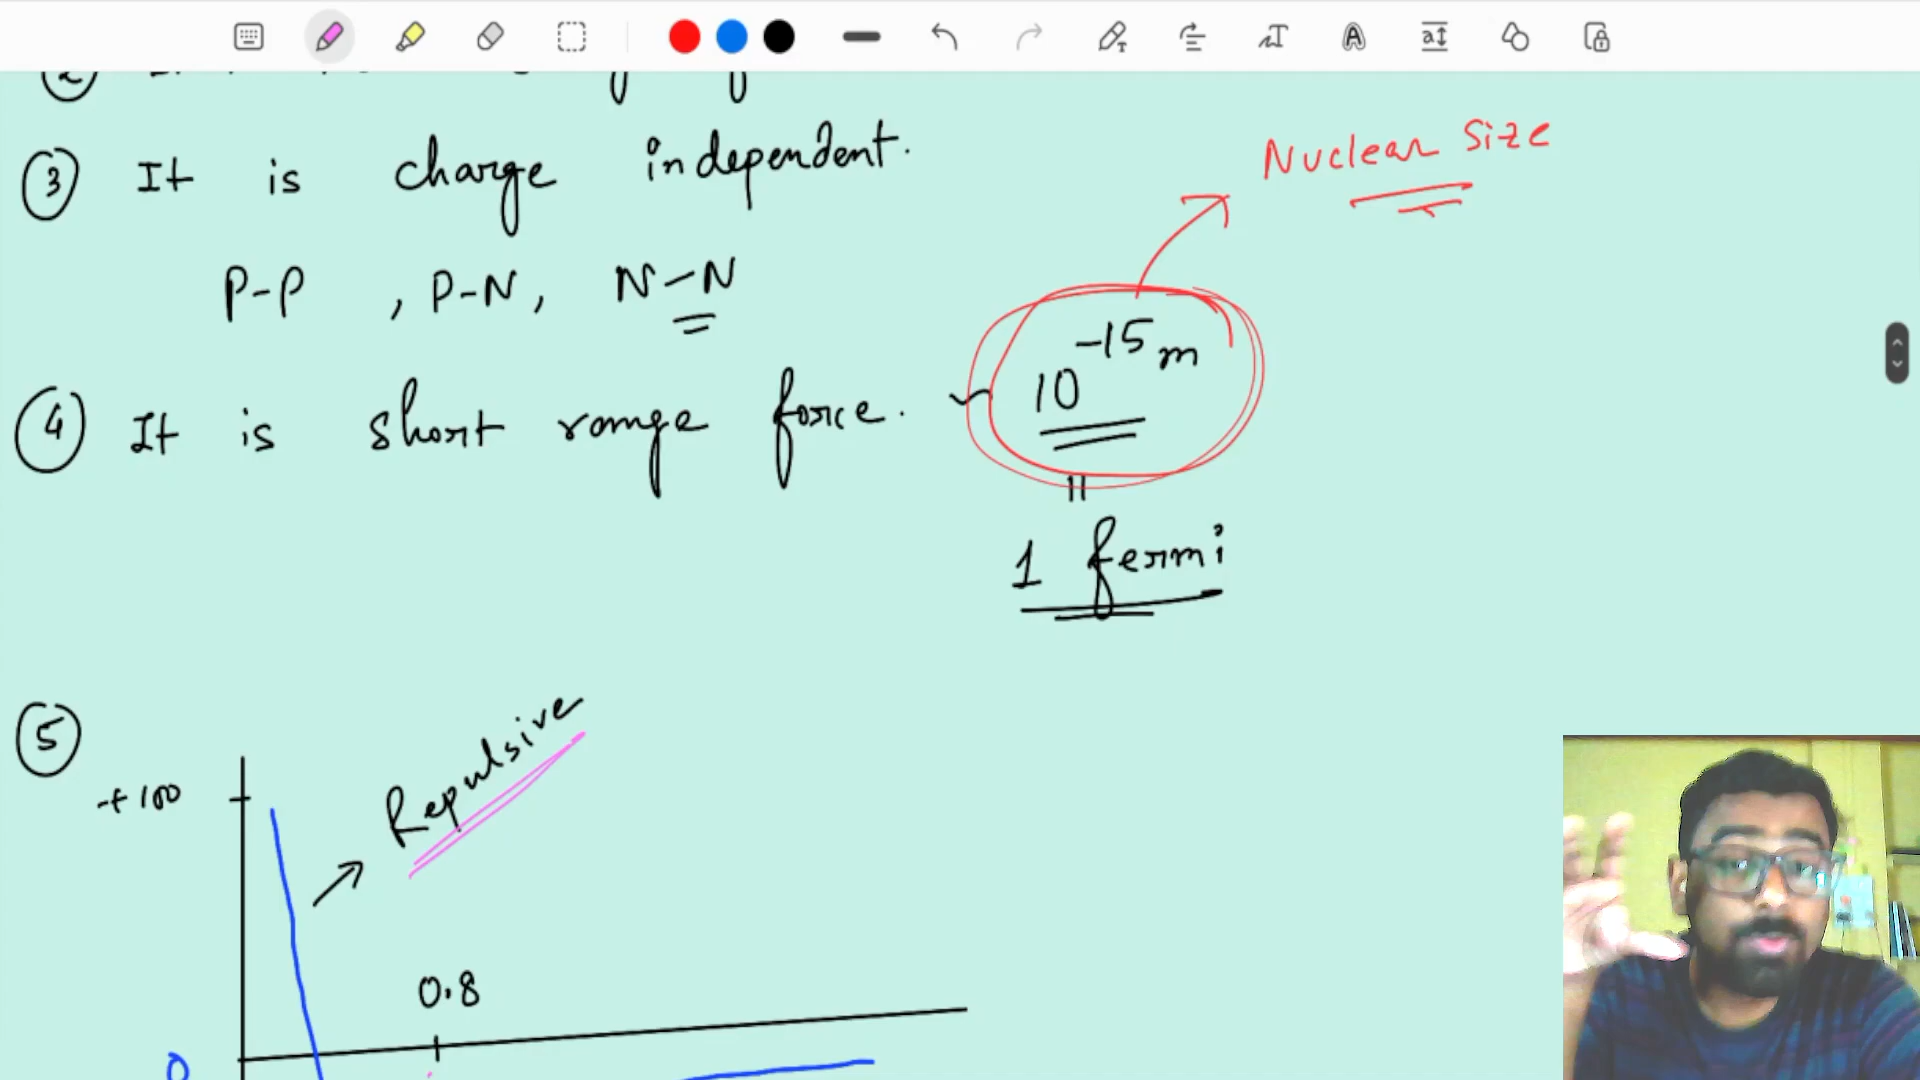 Nuclear Size
③ It is charge independent.
P-P , P-N, N-N
10^-15 m
④ It is short range force. ~
||
1 fermi
⑤
Repulsive
+100
0.8
0